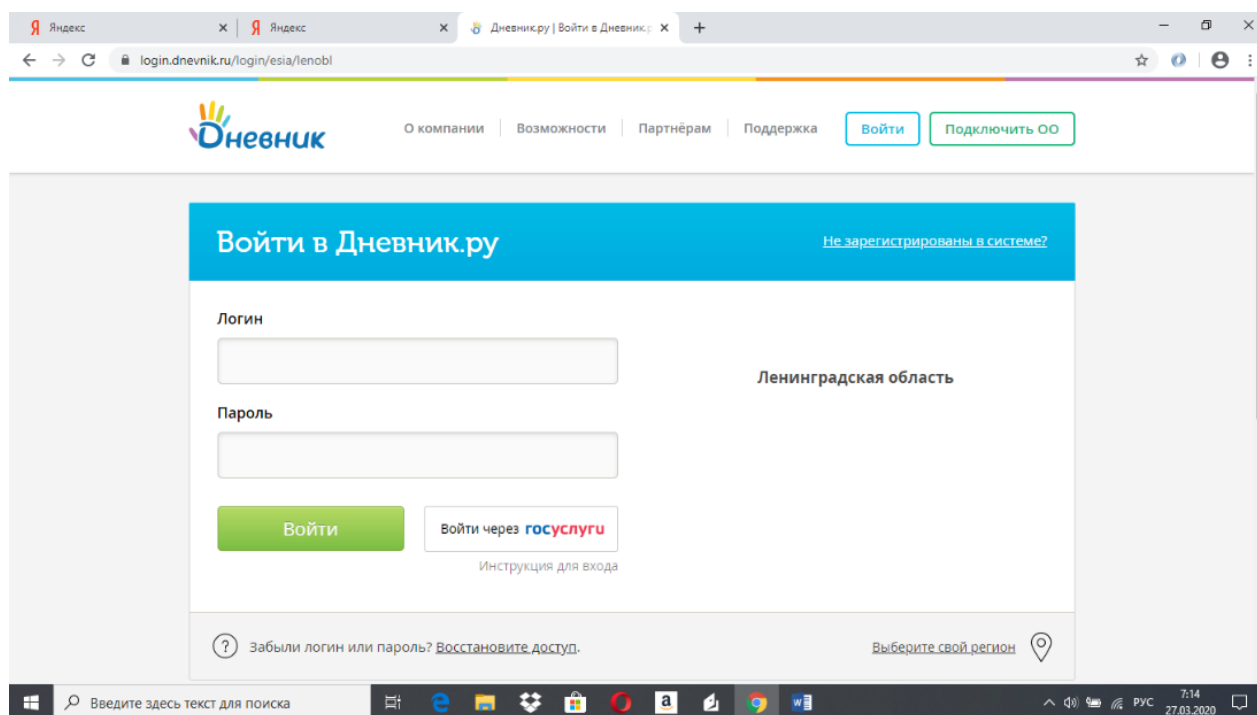 Яндекс
Яндекс
Дневник.ру | Войти в Дневник.р
login.dnevnik.ru/login/esia/lenobl
Дневник
О компании
Возможности
Партнёрам
Поддержка
Войти
Подключить ОО
Войти в Дневник.ру
Не зарегистрированы в системе?
Логин
Ленинградская область
Пароль
Войти
Войти через госуслуги
Инструкция для входа
Забыли логин или пароль? Восстановите доступ.
Выберите свой регион
Введите здесь текст для поиска
РУС
7:14
27.03.2020